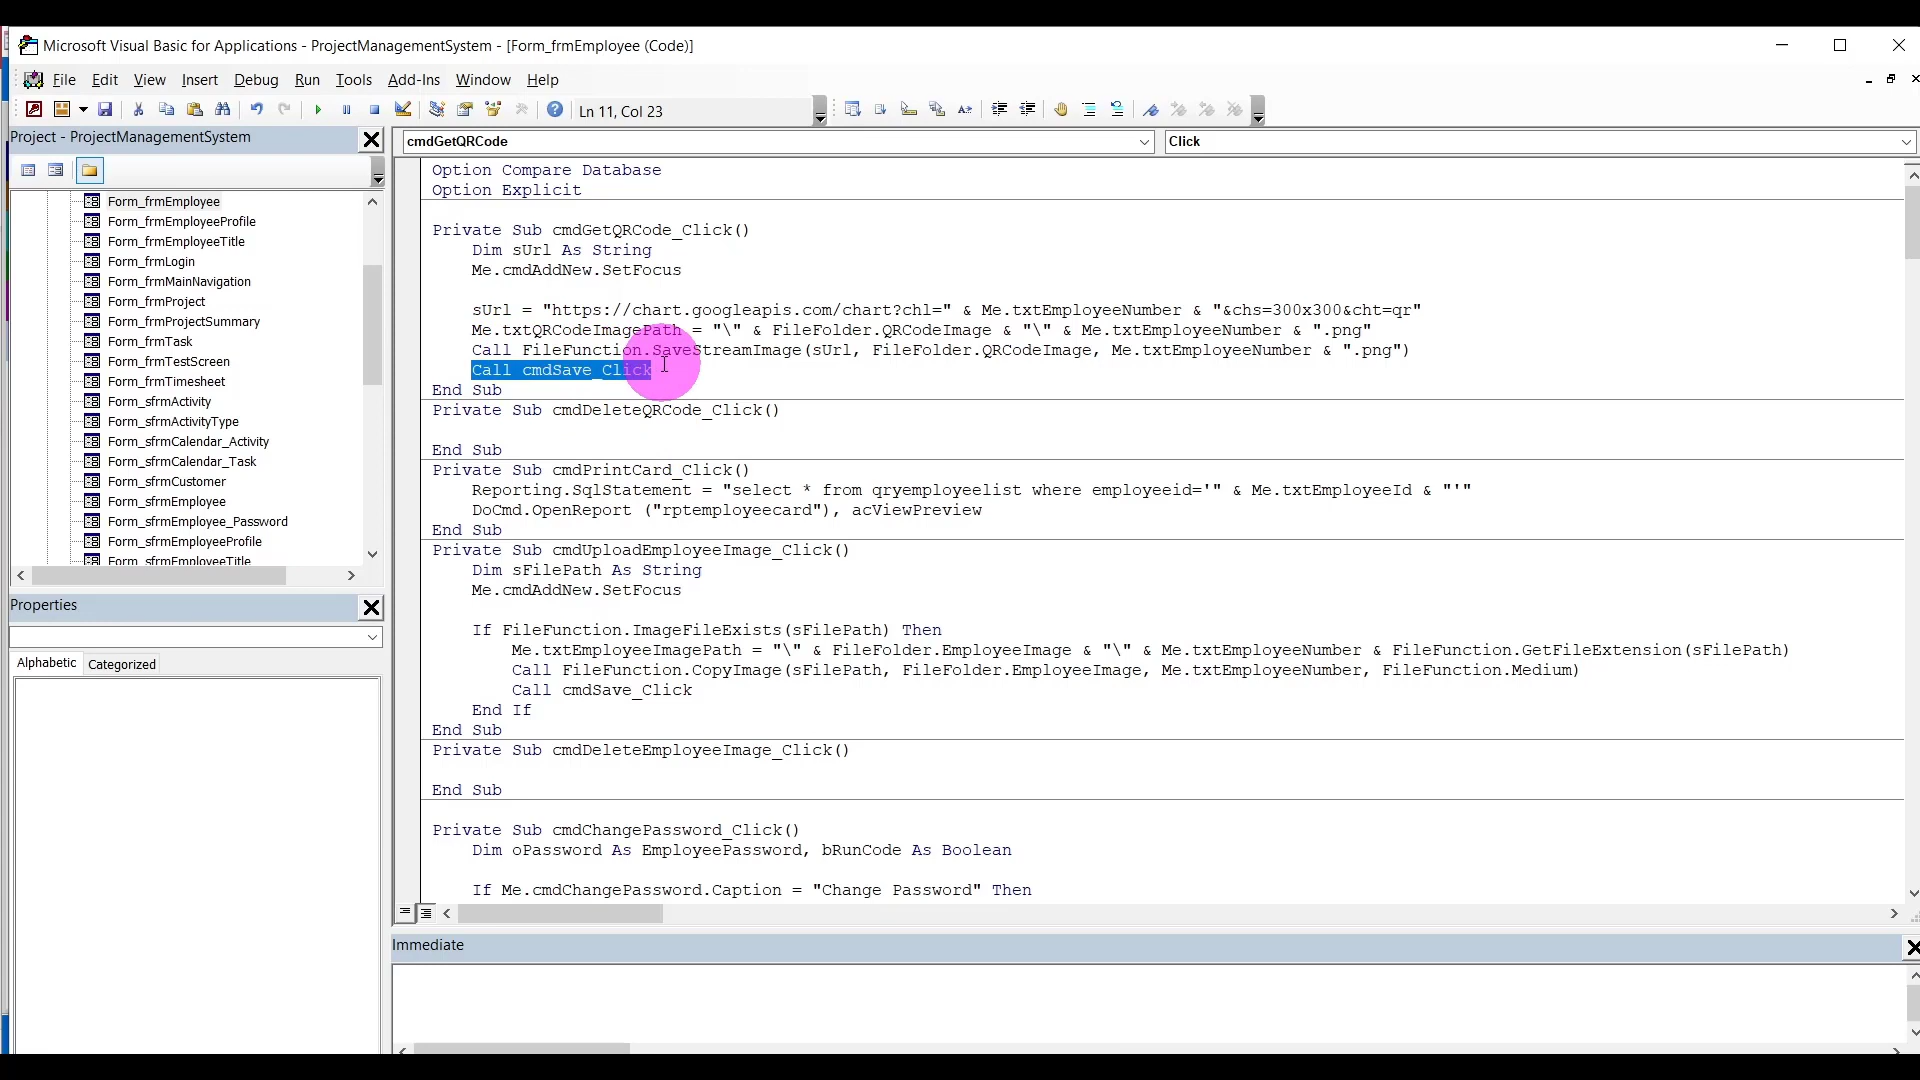 Microsoft Visual Basic for Applications - ProjectManagementSystem - [Form_frmEmployee (Code)]
File Edit View Insert Debug Run Tools Add-Ins Window Help
Ln 11, Col 23
Project - ProjectManagementSystem
cmdGetQRCode
Click
Form_frmEmployee
Form_frmEmployeeProfile
Form_frmEmployeeTitle
Form_frmLogin
Form_frmMainNavigation
Form_frmProject
Form_frmProjectSummary
Form_frmTask
Form_frmTestScreen
Form_frmTimesheet
Form_sfrmActivity
Form_sfrmActivityType
Form_sfrmCalendar_Activity
Form_sfrmCalendar_Task
Form_sfrmCustomer
Form_sfrmEmployee
Form_sfrmEmployee_Password
Form_sfrmEmployeeProfile
Form_sfrmEmployeeTitle
Properties
Alphabetic Categorized
Option Compare Database
Option Explicit
Private Sub cmdGetQRCode_Click()
Dim sUrl As String
Me.cmdAddNew.SetFocus
sUrl = "https://chart.googleapis.com/chart?chl=" & Me.txtEmployeeNumber & "&chs=300x300&cht=qr"
Me.txtQRCodeImagePath = "\" & FileFolder.QRCodeImage & "\" & Me.txtEmployeeNumber & ".png"
Call FileFunction.SaveStreamImage(sUrl, FileFolder.QRCodeImage, Me.txtEmployeeNumber & ".png")
Call cmdSave_Click
End Sub
Private Sub cmdDeleteQRCode_Click()
End Sub
Private Sub cmdPrintCard_Click()
Reporting.SqlStatement = "select * from qryemployeelist where employeeid='" & Me.txtEmployeeId & "'"
DoCmd.OpenReport ("rptemployeecard"), acViewPreview
End Sub
Private Sub cmdUploadEmployeeImage_Click()
Dim sFilePath As String
Me.cmdAddNew.SetFocus
If FileFunction.ImageFileExists(sFilePath) Then
Me.txtEmployeeImagePath = "\" & FileFolder.EmployeeImage & "\" & Me.txtEmployeeNumber & FileFunction.GetFileExtension(sFilePath)
Call FileFunction.CopyImage(sFilePath, FileFolder.EmployeeImage, Me.txtEmployeeNumber, FileFunction.Medium)
Call cmdSave_Click
End If
End Sub
Private Sub cmdDeleteEmployeeImage_Click()
End Sub
Private Sub cmdChangePassword_Click()
Dim oPassword As EmployeePassword, bRunCode As Boolean
If Me.cmdChangePassword.Caption = "Change Password" Then
Immediate